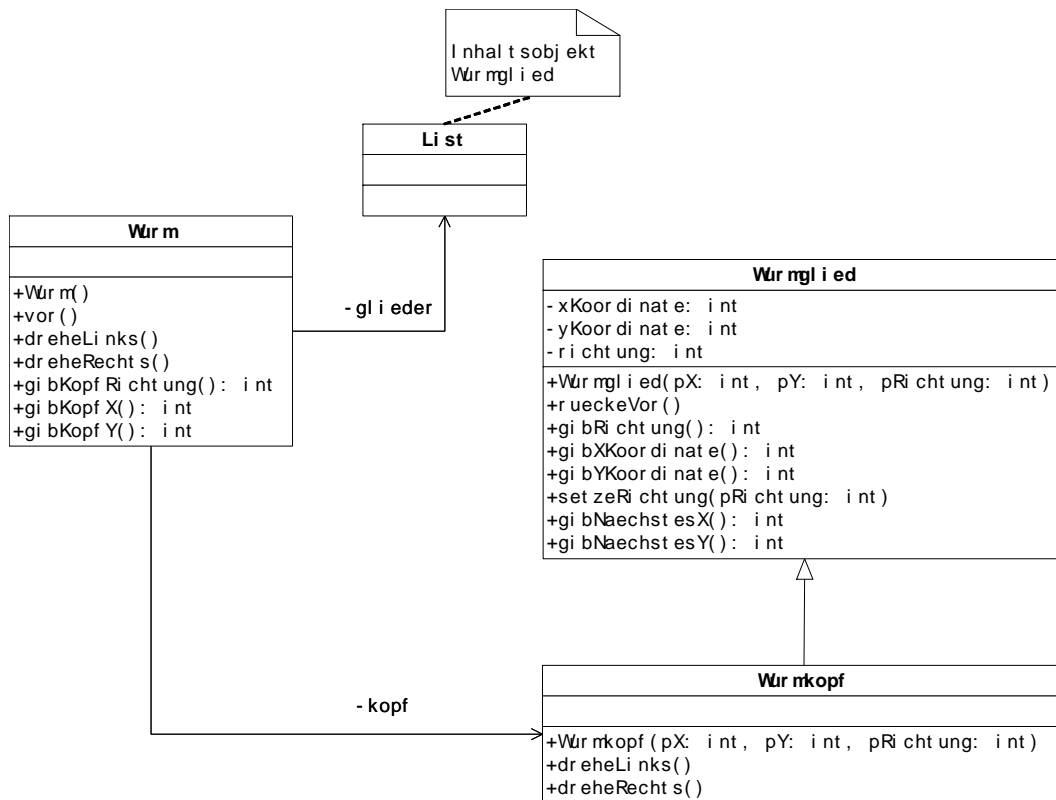 Inhaltsobjekt
Wurmglied
List
Wurm
+Wurm()
+vor()
+dreheLinks()
+dreheRechts()
+gibKopfRichtung(): int
+gibKopfX(): int
+gibKopfY(): int
-glieder
Wurmglied
-xKoordinate: int
-yKoordinate: int
-richtung: int
+Wurmglied(pX: int, pY: int, pRichtung: int)
+rueckeVor()
+gibRichtung(): int
+gibXKoordinate(): int
+gibYKoordinate(): int
+setzeRichtung(pRichtung: int)
+gibNaechstesX(): int
+gibNaechstesY(): int
-kopf
Wurmkopf
+Wurmkopf(pX: int, pY: int, pRichtung: int)
+dreheLinks()
+dreheRechts()